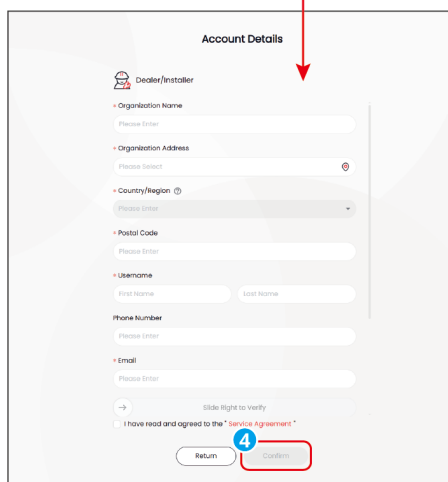 Account Details
Dealer/Installer
* Organization Name
Please Enter
* Organization Address
Please Select
* Country/Region ?
Please Enter
* Postal Code
Please Enter
* Username
First Name Last Name
Phone Number
Please Enter
* Email
Please Enter
Slide Right to Verify
I have read and agreed to the " Service Agreement "
4
Return Confirm